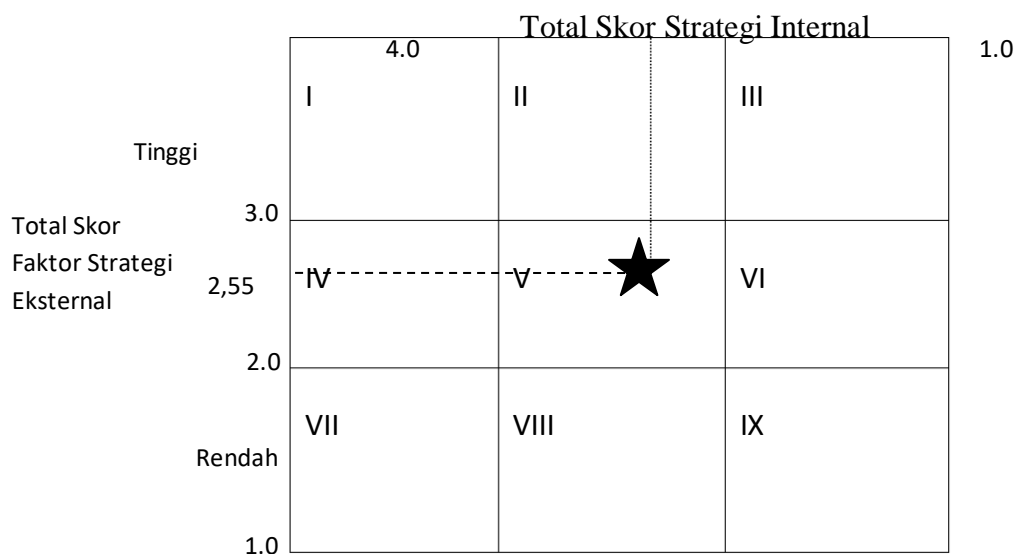 Total Skor Strategi Internal
4.0 1.0
I II III
Tinggi
3.0
Total Skor
Faktor Strategi
Eksternal
2,55
IV V VI
2.0
VII VIII IX
Rendah
1.0